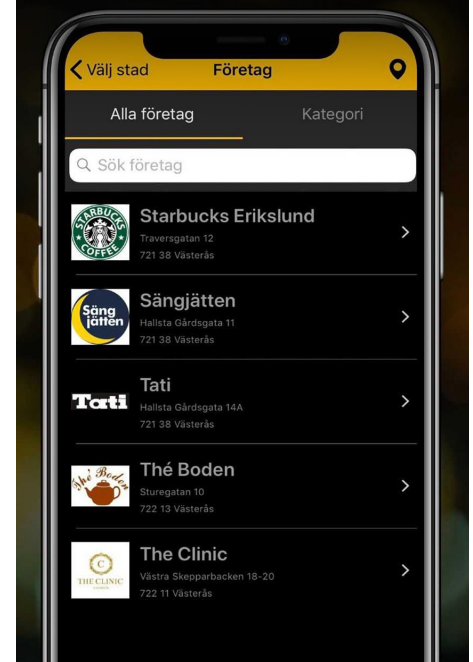 Välj stad
Företag
Alla företag
Kategori
Sök företag
STARBUCKS
COFFEE
Starbucks Erikslund
Traversgatan 12
721 38 Västerås
Säng
jätten
Sängjätten
Hallsta Gårdsgata 11
721 38 Västerås
Tati
Tati
Hallsta Gårdsgata 14A
721 38 Västerås
Thé Boden
Thé Boden
Sturegatan 10
722 13 Västerås
C
THE CLINIC
The Clinic
Västra Skepparbacken 18-20
722 11 Västerås